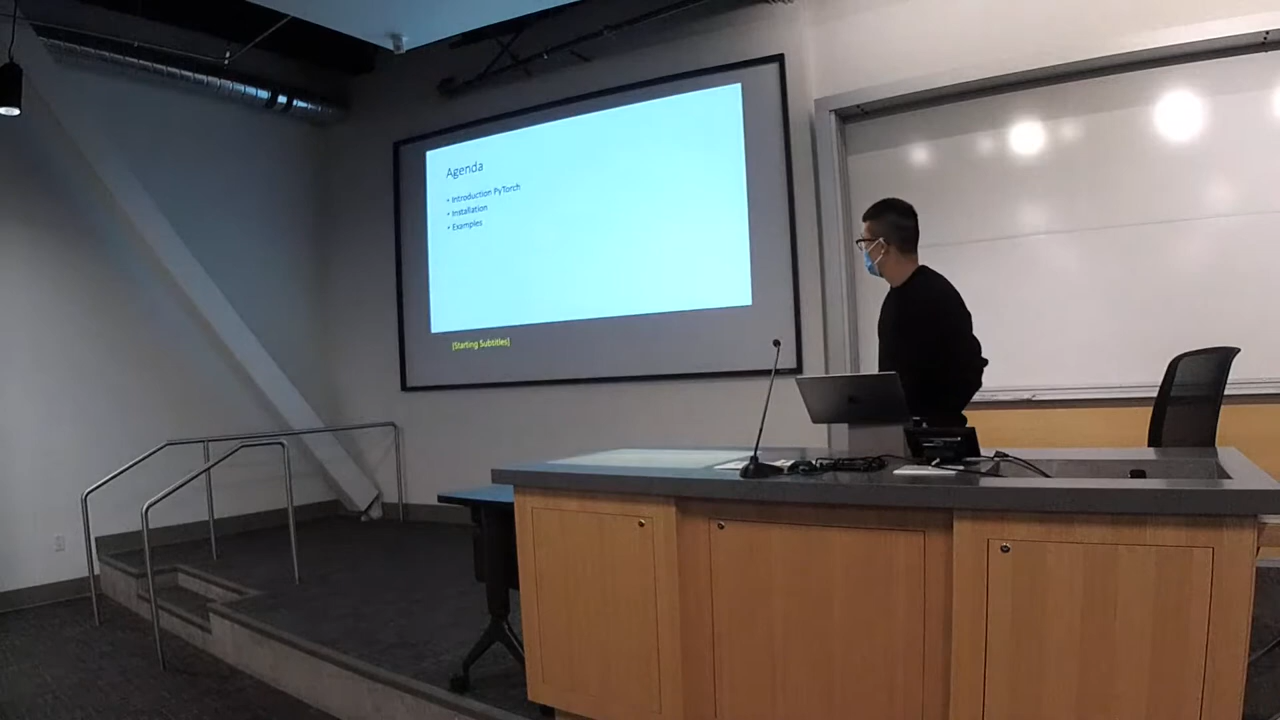 Agenda
• Introduction PyTorch
• Installation
• Examples
[Starting Subtitles]